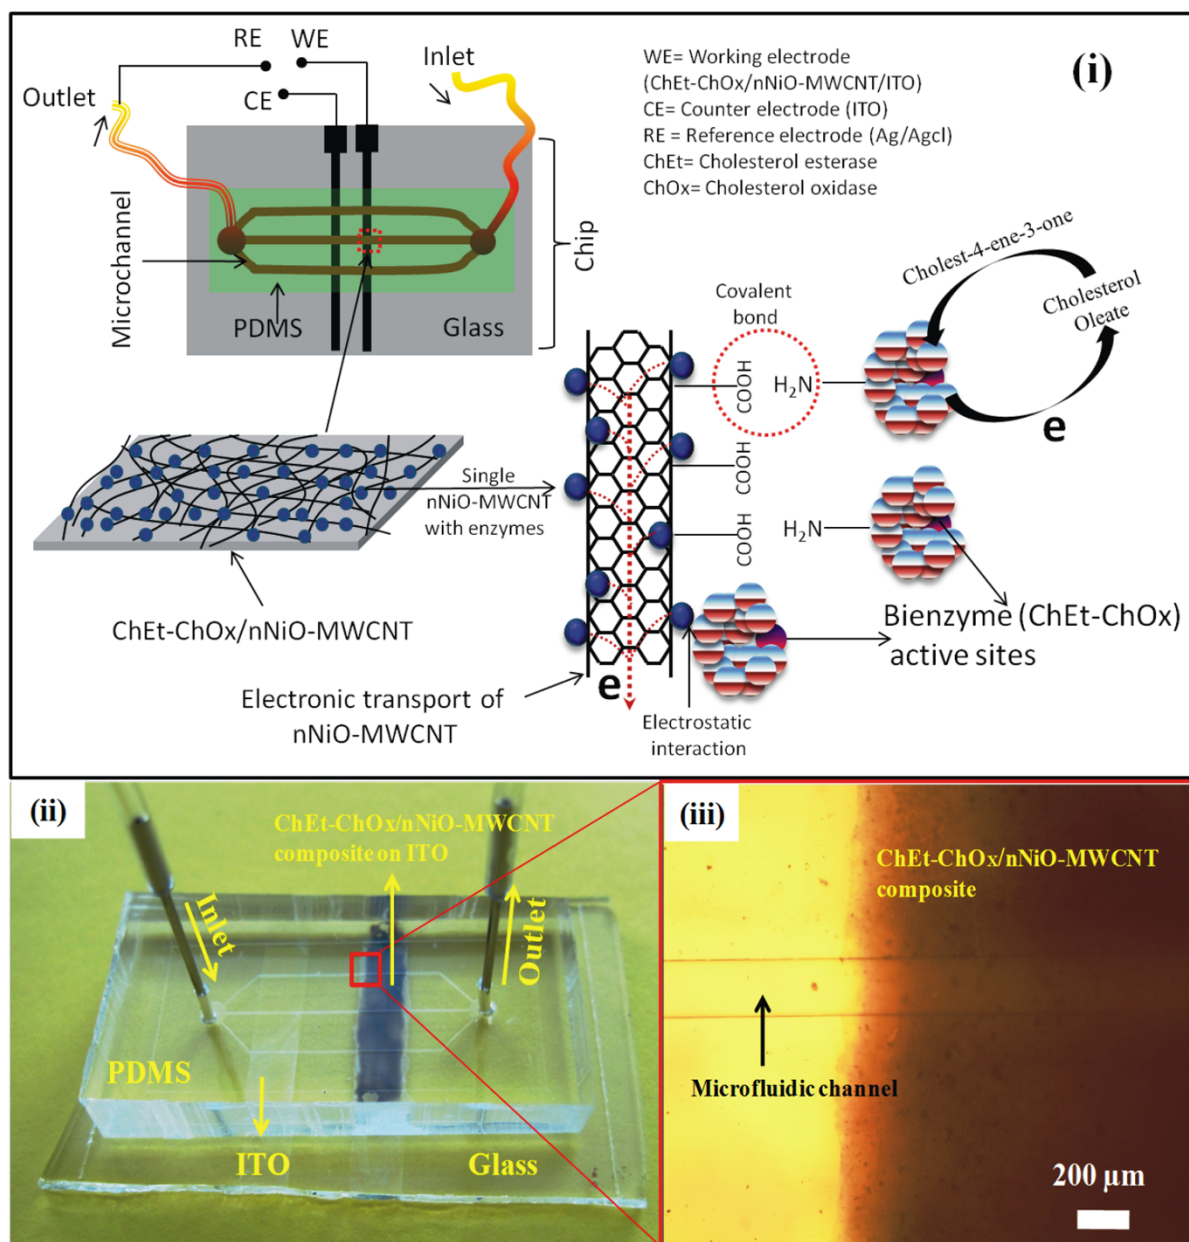 (i)
RE
WE
CE
Inlet
Outlet
WE= Working electrode
(ChEt-ChOx/nNiO-MWCNT/ITO)
CE= Counter electrode (ITO)
RE = Reference electrode (Ag/Agcl)
ChEt= Cholesterol esterase
ChOx= Cholesterol oxidase
Microchannel
PDMS
Glass
Chip
Cholest-4-ene-3-one
Cholesterol
Oleate
e
Covalent
bond
COOH
H2N
COOH
COOH
H2N
Single
nNiO-MWCNT
with enzymes
ChEt-ChOx/nNiO-MWCNT
Bienzyme (ChEt-ChOx)
active sites
Electronic transport of
nNiO-MWCNT
e
Electrostatic
interaction
(ii)
ChEt-ChOx/nNiO-MWCNT
composite on ITO
Inlet
Outlet
PDMS
ITO
Glass
(iii)
ChEt-ChOx/nNiO-MWCNT
composite
Microfluidic channel
200 µm